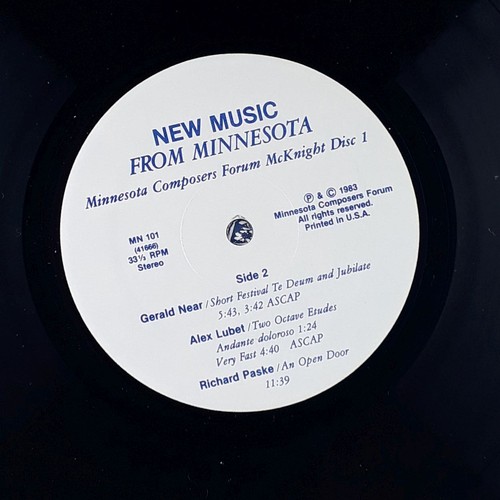 NEW MUSIC
FROM MINNESOTA
Minnesota Composers Forum McKnight Disc 1
MN 101
(41666)
33⅓ RPM
Stereo
Ⓟ & © 1983
Minnesota Composers Forum
All rights reserved.
Printed in U.S.A.
Side 2
Gerald Near / Short Festival Te Deum and Jubilate
5:43, 3:42 ASCAP
Alex Lubet / Two Octave Etudes
Andante doloroso 1:24
Very Fast 4:40 ASCAP
Richard Paske / An Open Door
11:39